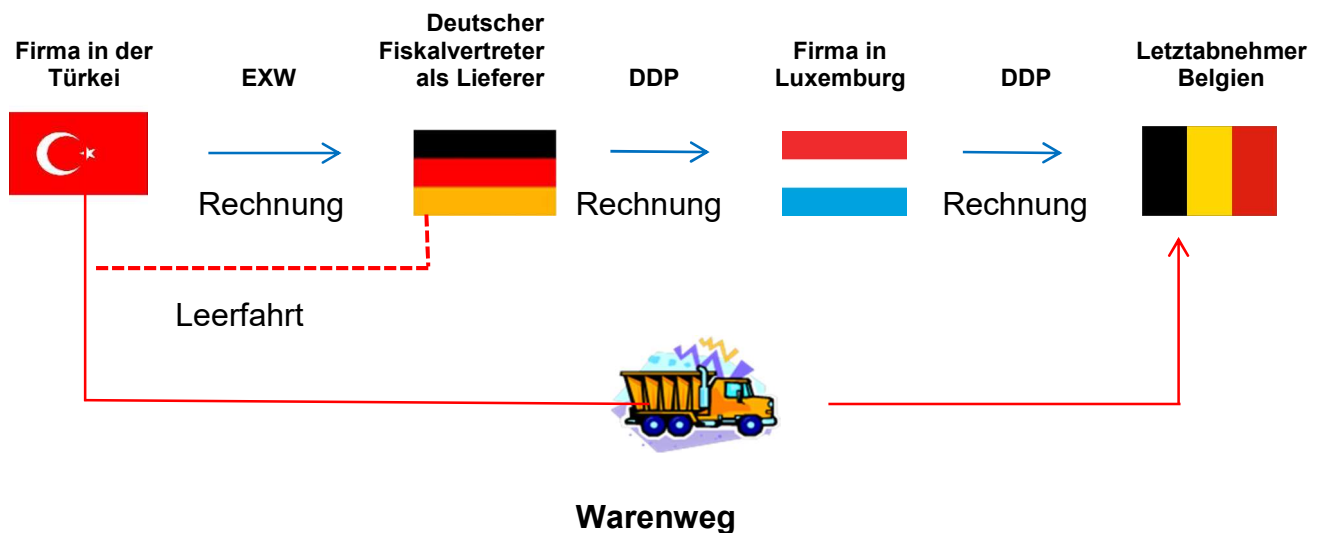 Firma in der
Türkei
EXW
Deutscher
Fiskalvertreter
als Lieferer
DDP
Firma in
Luxemburg
DDP
Letztabnehmer
Belgien
Rechnung
Rechnung
Rechnung
Leerfahrt
Warenweg